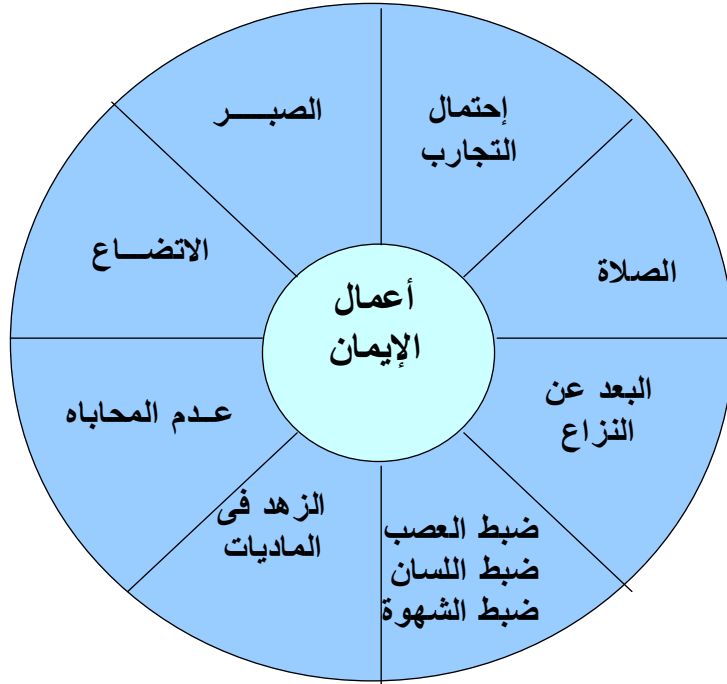 أعمال
الإيمان
إحتمال
التجارب
الصلاة
البعد عن
النزاع
ضبط العصب
ضبط اللسان
ضبط الشهوة
الزهد فى
الماديات
عـدم المحاباه
الاتضـــاع
الصبـــــر